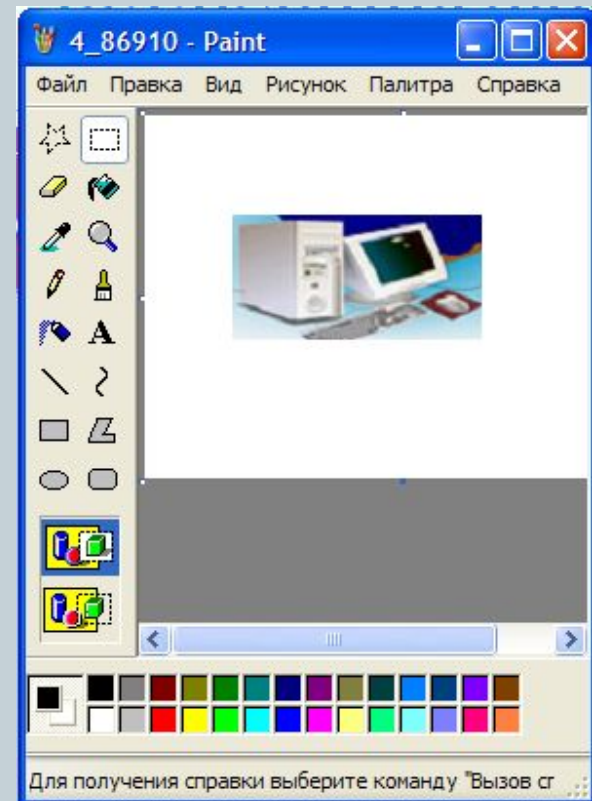 4_86910 - Paint
Файл Правка Вид Рисунок Палитра Справка
A
Для получения справки выберите команду "Вызов сг